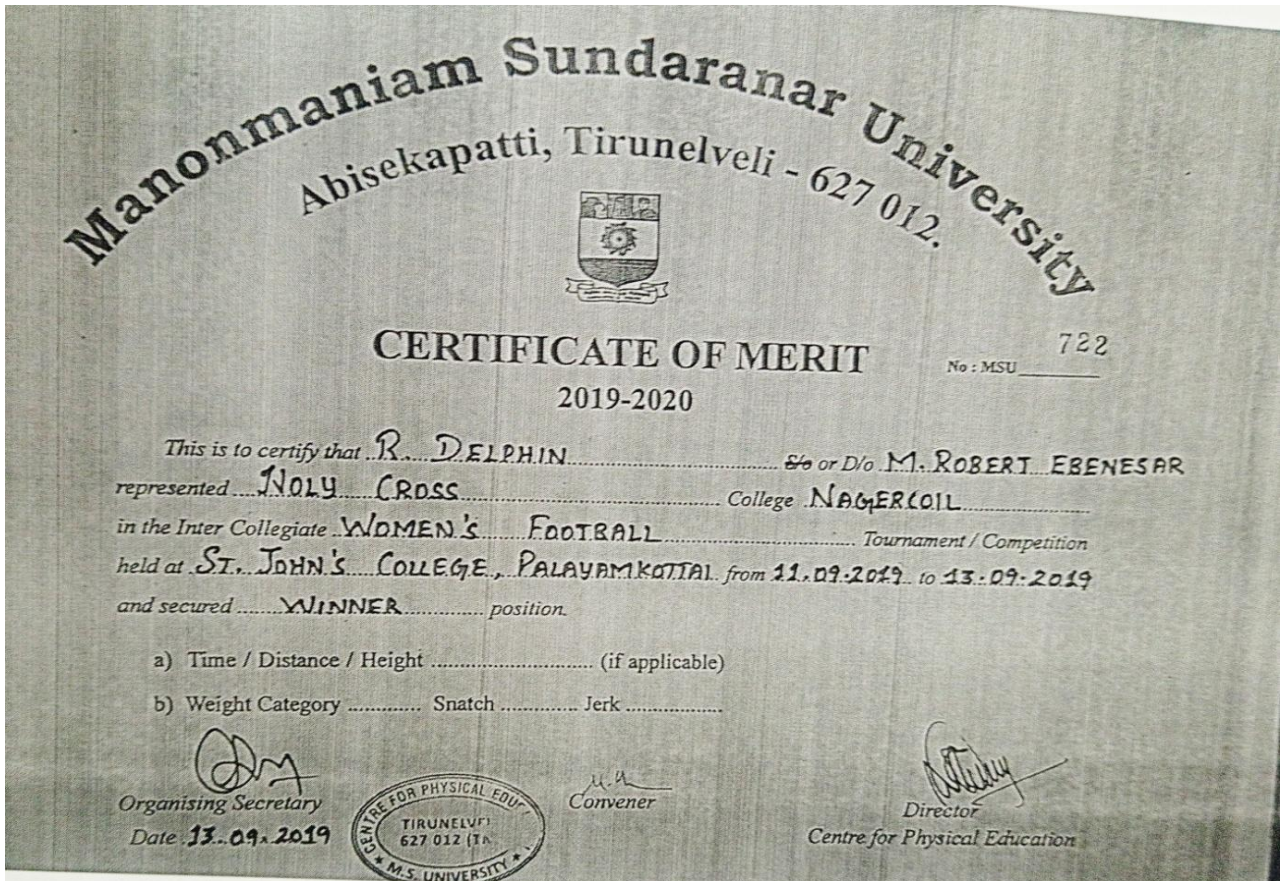 Manonmaniam Sundaranar University
Abisekapatti, Tirunelveli - 627 012.
CERTIFICATE OF MERIT
No : MSU 722
2019-2020
This is to certify that R. DELPHIN S/o or D/o M. ROBERT EBENESAR
represented HOLY CROSS College NAGERCOIL
in the Inter Collegiate WOMEN'S FOOTBALL Tournament / Competition
held at ST. JOHN'S COLLEGE, PALAYAMKOTTAI from 11.09.2019 to 13.09.2019
and secured WINNER position.
a) Time / Distance / Height (if applicable)
b) Weight Category Snatch Jerk
Organising Secretary
Convener
Director
Date 13.09.2019
Centre for Physical Education
CENTRE FOR PHYSICAL EDUC
TIRUNELVE
627 012 (TN
M.S. UNIVERSITY